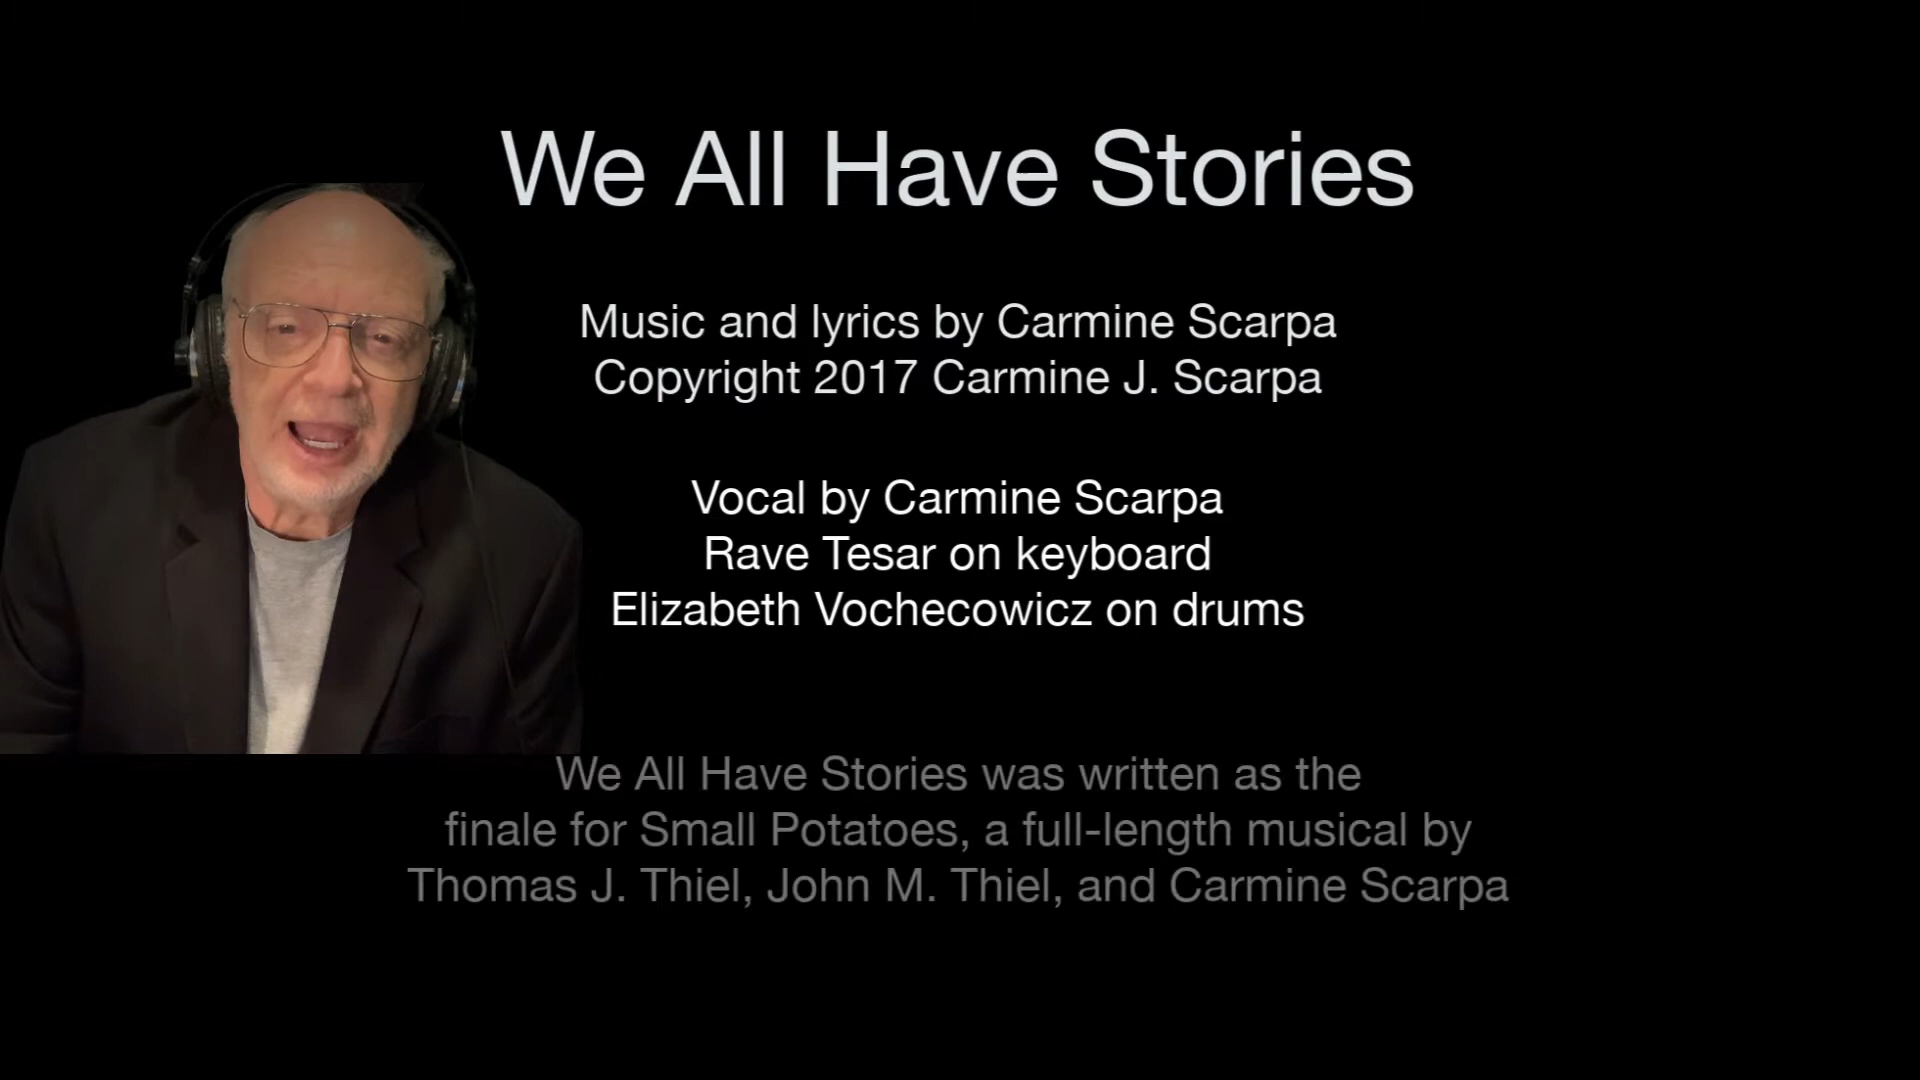 We All Have Stories
Music and lyrics by Carmine Scarpa
Copyright 2017 Carmine J. Scarpa
Vocal by Carmine Scarpa
Rave Tesar on keyboard
Elizabeth Vochecowicz on drums
We All Have Stories was written as the
finale for Small Potatoes, a full-length musical by
Thomas J. Thiel, John M. Thiel, and Carmine Scarpa